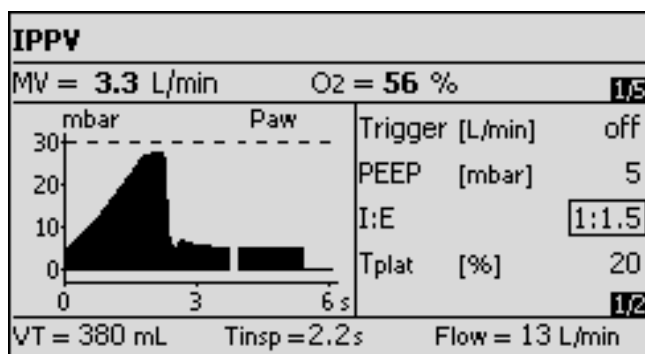 IPPV
MV = 3.3 L/min O2 = 56 %
1/5
mbar Paw
30
20
10
0
0 3 6 s
Trigger [L/min] off
PEEP [mbar] 5
I:E 1:1.5
Tplat [%] 20
1/2
VT = 380 mL Tinsp = 2.2s Flow = 13 L/min